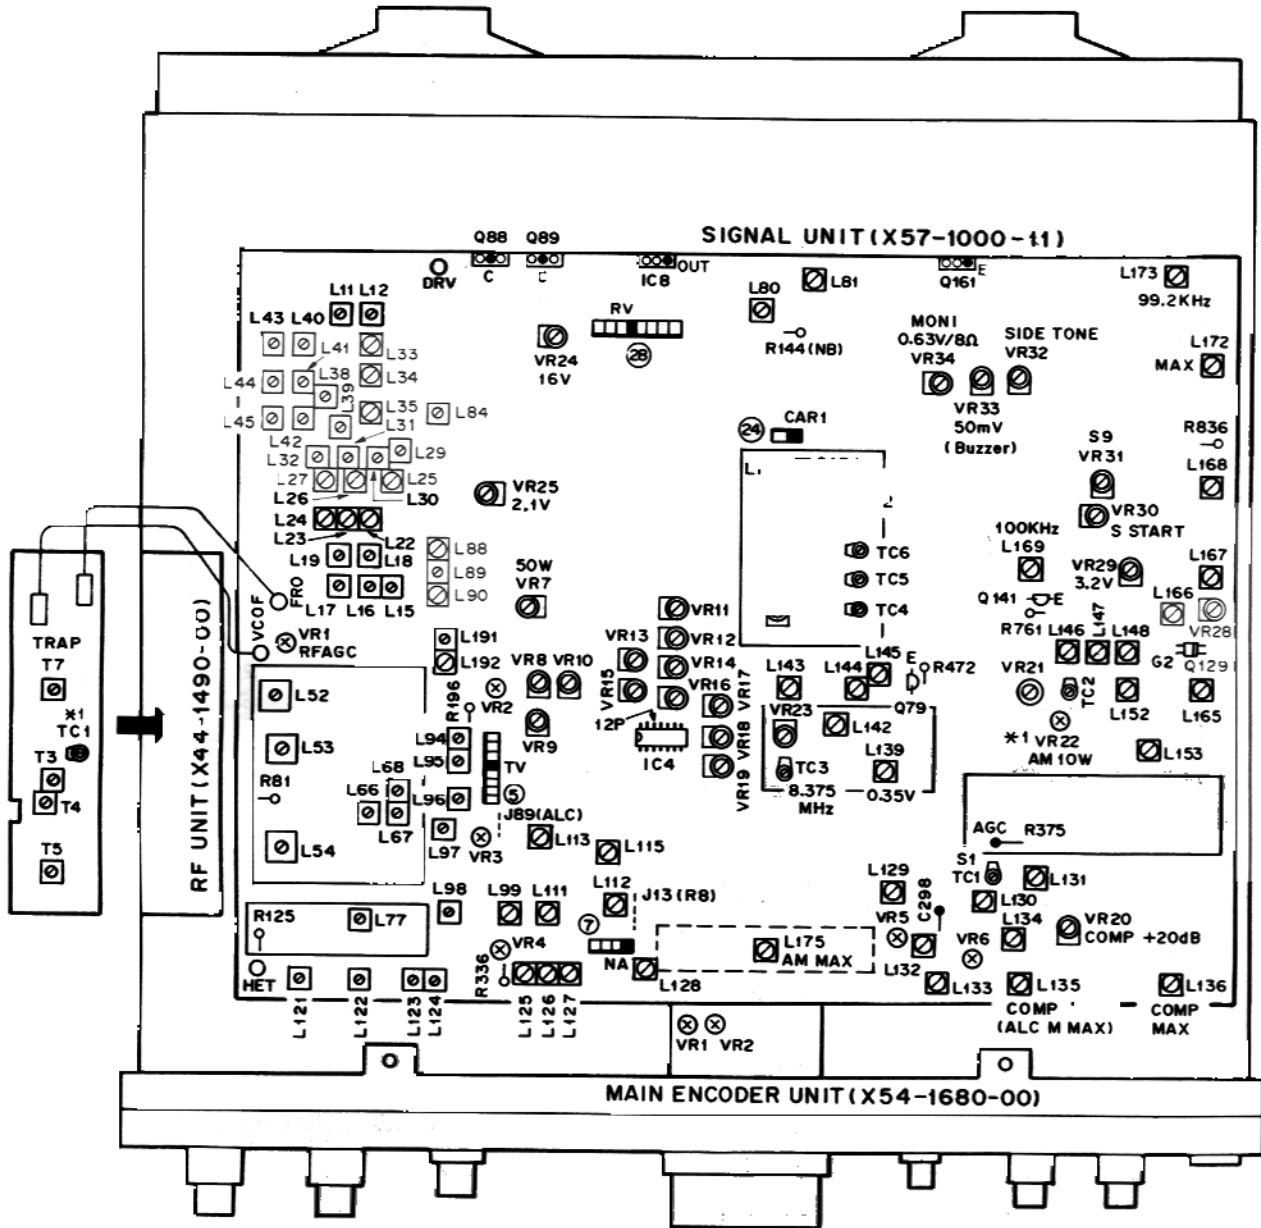 SIGNAL UNIT (X57-1000-11)
Q88
Q89
C
C
DRV
IC8
OUT
Q161
E
L173
99.2KHz
L11
L12
L80
L81
L43
L40
L41
L33
L38
L34
L44
L39
L35
L45
L31
L84
L42
L32
L29
L27
L25
L26
L30
L24
L23
L22
L19
L18
L17
L16
L15
L88
L89
L90
RV
28
VR24
16V
R144(NB)
MONI
0.63V/8Ω
VR34
SIDE TONE
VR32
VR33
50mV
(Buzzer)
L172
MAX
24
CAR1
R836
S9
VR31
L168
VR30
S START
VR25
2.1V
TC6
TC5
TC4
100KHz
L169
VR29
3.2V
L167
Q141
E
R761
L166
VR28
L146
L147
L148
G2
Q129
50W
VR7
VR11
VR12
VR13
VR14
VR15
VR16
VR17
VR18
VR19
12P
IC4
FRO
VCOF
VR1
RFAGC
TRAP
T7
*1
TC1
T3
T4
T5
RF UNIT (X44-1490-00)
L191
L192
VR8
VR10
R196
VR2
VR9
L52
L53
L54
R81
L68
L66
L67
L94
L95
L96
L97
TV
5
J89(ALC)
VR3
L113
L115
L143
L144
L145
E
R472
VR23
Q79
L142
L139
TC3
8.375
MHz
0.35V
VR21
TC2
L152
L165
*1
VR22
AM 10W
L153
AGC
R375
S1
TC1
L131
L129
L130
C298
VR5
L134
VR20
COMP +20dB
VR6
L132
L133
L135
COMP
(ALC M MAX)
L136
COMP
MAX
R125
L77
L98
L99
L111
L112
J13(R8)
7
NA
VR4
R336
L175
AM MAX
L128
HET
L121
L122
L123
L124
L125
L126
L127
VR1
VR2
MAIN ENCODER UNIT (X54-1680-00)